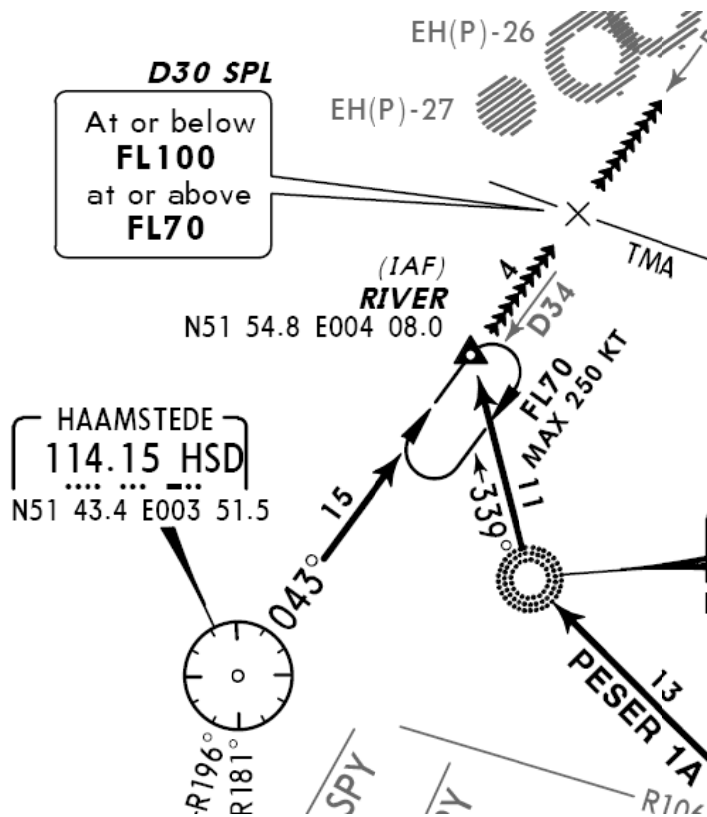 EH(P)-26
D30 SPL
EH(P)-27
At or below
FL100
at or above
FL70
TMA
(IAF)
RIVER
4
N51 54.8 E004 08.0
D34
FL70
MAX 250 KT
HAAMSTEDE
114.15 HSD
N51 43.4 E003 51.5
15
11
339°
043°
13
PESER 1A
R196°
R181°
SPY
R106